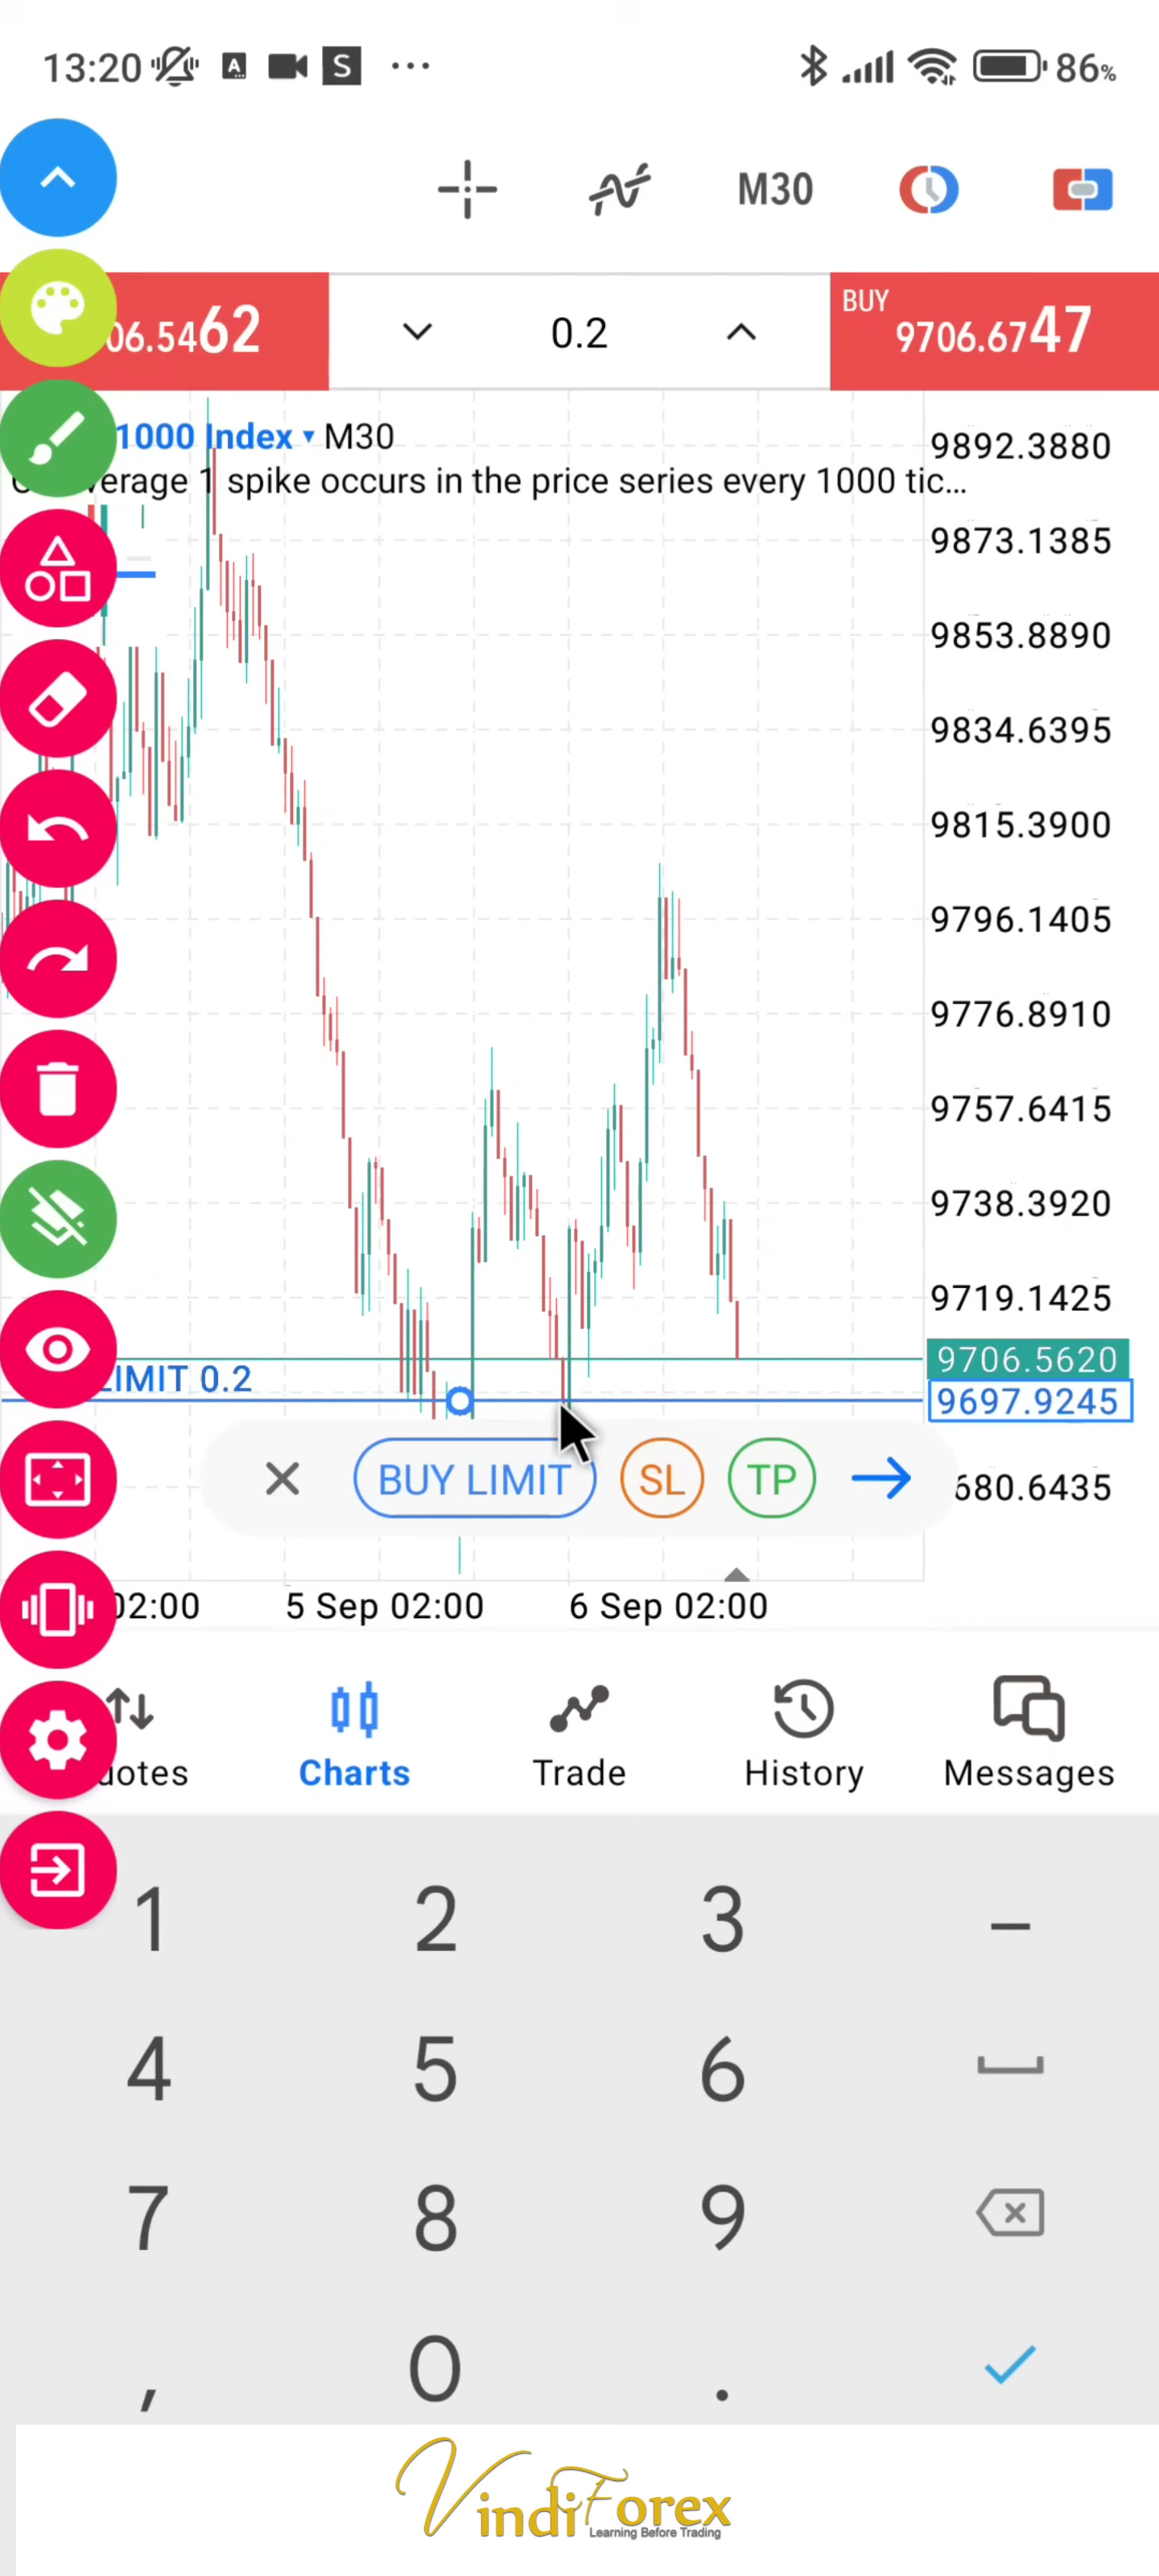 13:20 A S ... 86%
M30
06.5462 0.2 BUY 9706.6747
1000 Index M30
verage 1 spike occurs in the price series every 1000 tic...
9892.3880
9873.1385
9853.8890
9834.6395
9815.3900
9796.1405
9776.8910
9757.6415
9738.3920
9719.1425
9706.5620
LIMIT 0.2
9697.9245
BUY LIMIT SL TP
680.6435
02:00 5 Sep 02:00 6 Sep 02:00
uotes Charts Trade History Messages
1 2 3 –
4 5 6
7 8 9
, 0 .
VindiForex
Learning Before Trading